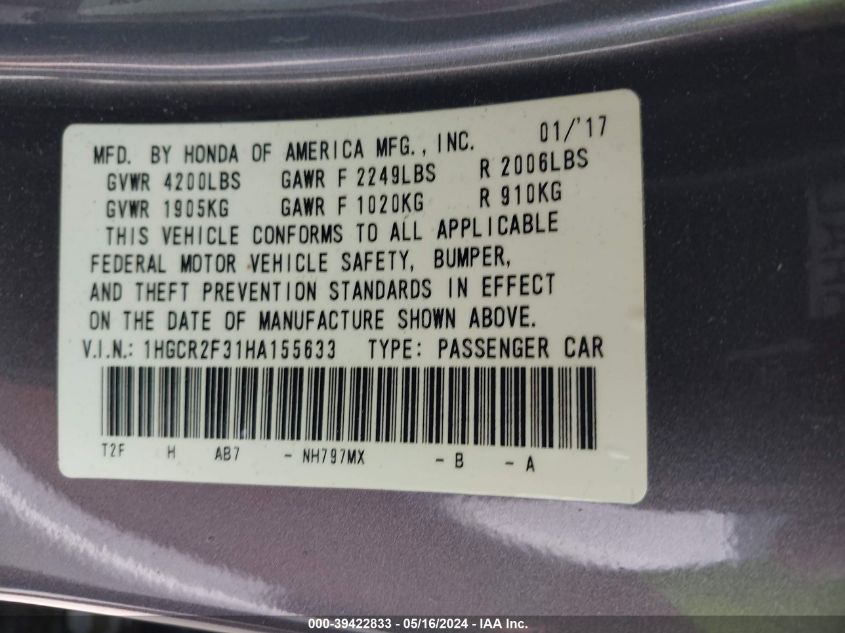 MFD. BY HONDA OF AMERICA MFG., INC. 01/'17
GVWR 4200LBS GAWR F 2249LBS R 2006LBS
GVWR 1905KG GAWR F 1020KG R 910KG
THIS VEHICLE CONFORMS TO ALL APPLICABLE
FEDERAL MOTOR VEHICLE SAFETY, BUMPER,
AND THEFT PREVENTION STANDARDS IN EFFECT
ON THE DATE OF MANUFACTURE SHOWN ABOVE.
V.I.N.: 1HGCR2F31HA155633 TYPE: PASSENGER CAR
T2F H AB7 - NH797MX - B - A
000-39422833 - 05/16/2024 - IAA Inc.